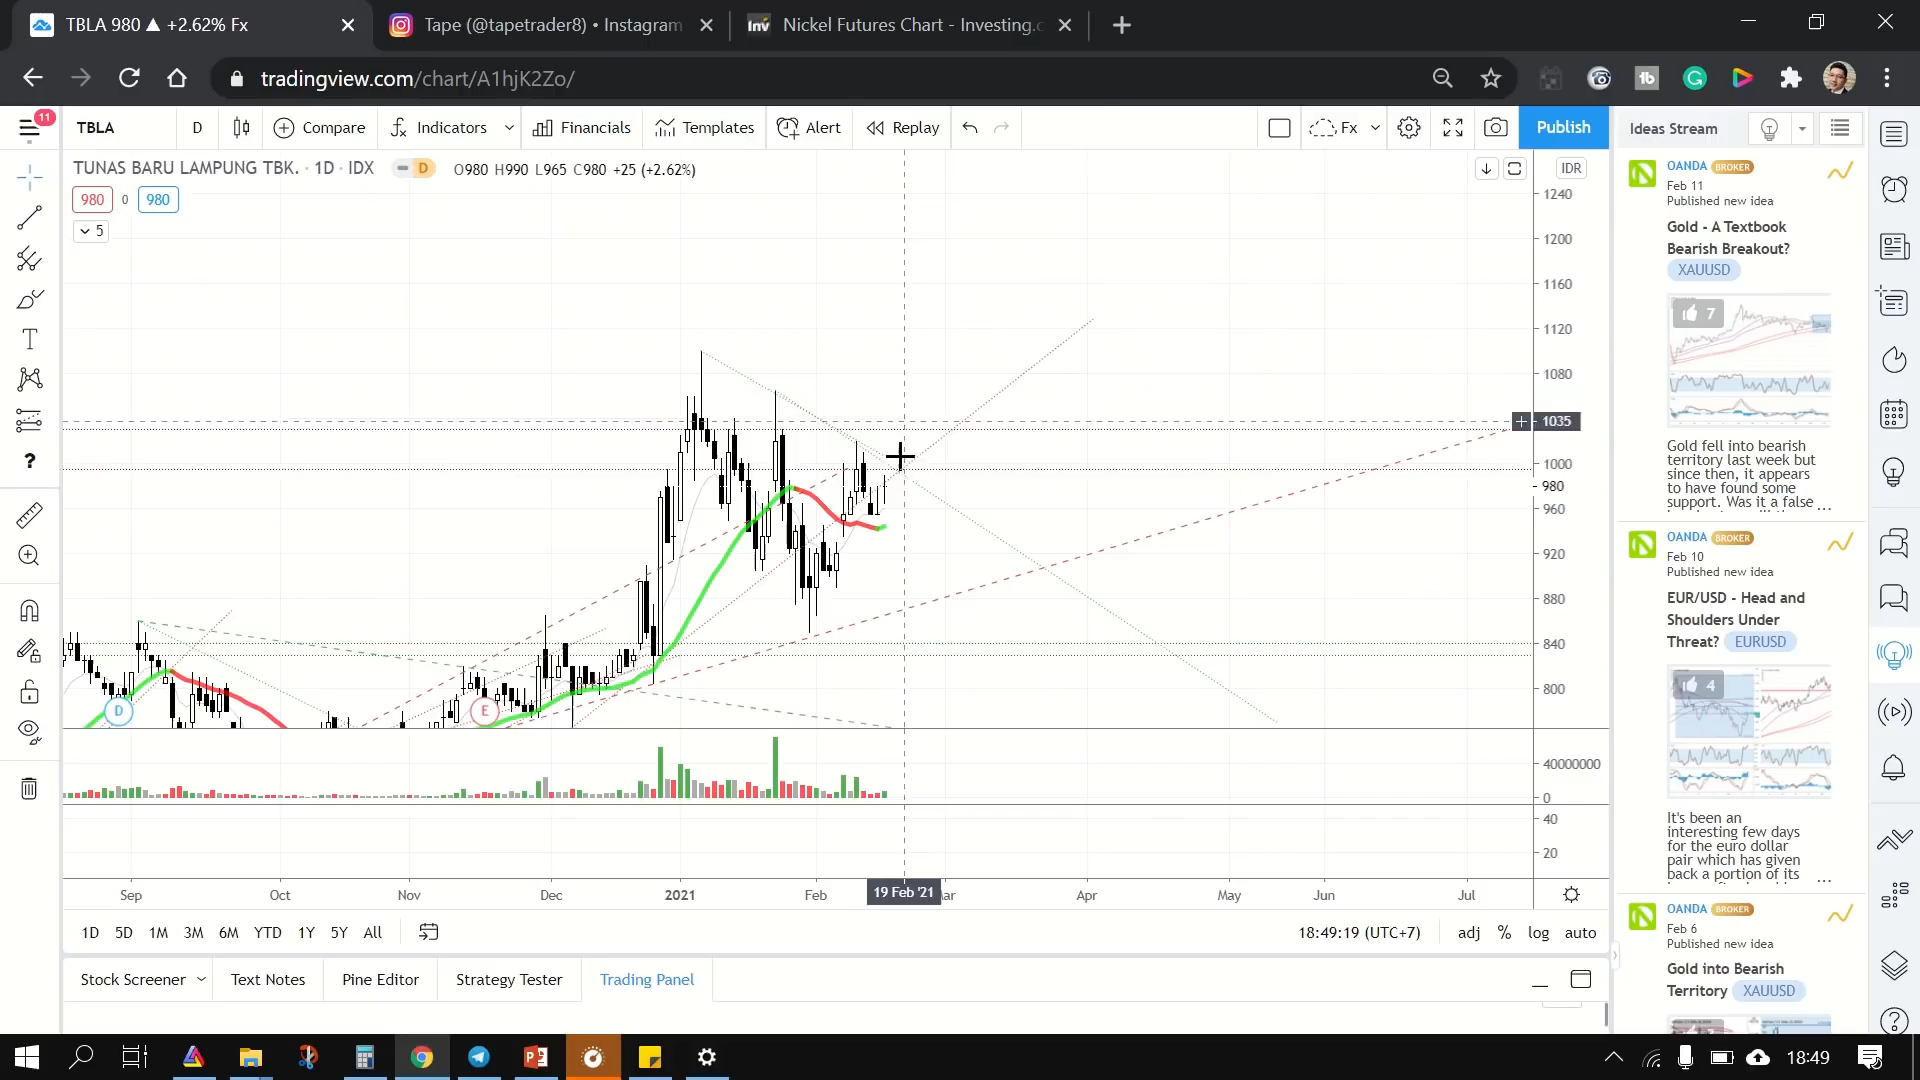 TBLA 980 ▲ +2.62% Fx
Tape (@tapetrader8) • Instagram
Inv
Nickel Futures Chart - Investing.c
tradingview.com/chart/A1hjK2Zo/
11
TBLA
D
Compare
Indicators
Financials
Templates
Alert
Replay
Fx
Publish
Ideas Stream
TUNAS BARU LAMPUNG TBK. · 1D · IDX
D
O980 H990 L965 C980 +25 (+2.62%)
IDR
980
0
980
5
1240
1200
1160
1120
1080
1035
1000
980
960
920
880
840
800
D
E
40000000
0
40
20
Sep
Oct
Nov
Dec
2021
Feb
19 Feb '21
ar
Apr
May
Jun
Jul
1D
5D
1M
3M
6M
YTD
1Y
5Y
All
18:49:19 (UTC+7)
adj
%
log
auto
Stock Screener
Text Notes
Pine Editor
Strategy Tester
Trading Panel
OANDA BROKER
Feb 11
Published new idea
Gold - A Textbook
Bearish Breakout?
XAUUSD
7
Gold fell into bearish
territory last week but
since then, it appears
to have found some
support. Was it a false
...
OANDA BROKER
Feb 10
Published new idea
EUR/USD - Head and
Shoulders Under
Threat? EURUSD
4
It's been an
interesting few days
for the euro dollar
pair which has given
back a portion of its
...
OANDA BROKER
Feb 6
Published new idea
Gold into Bearish
Territory XAUUSD
18:49